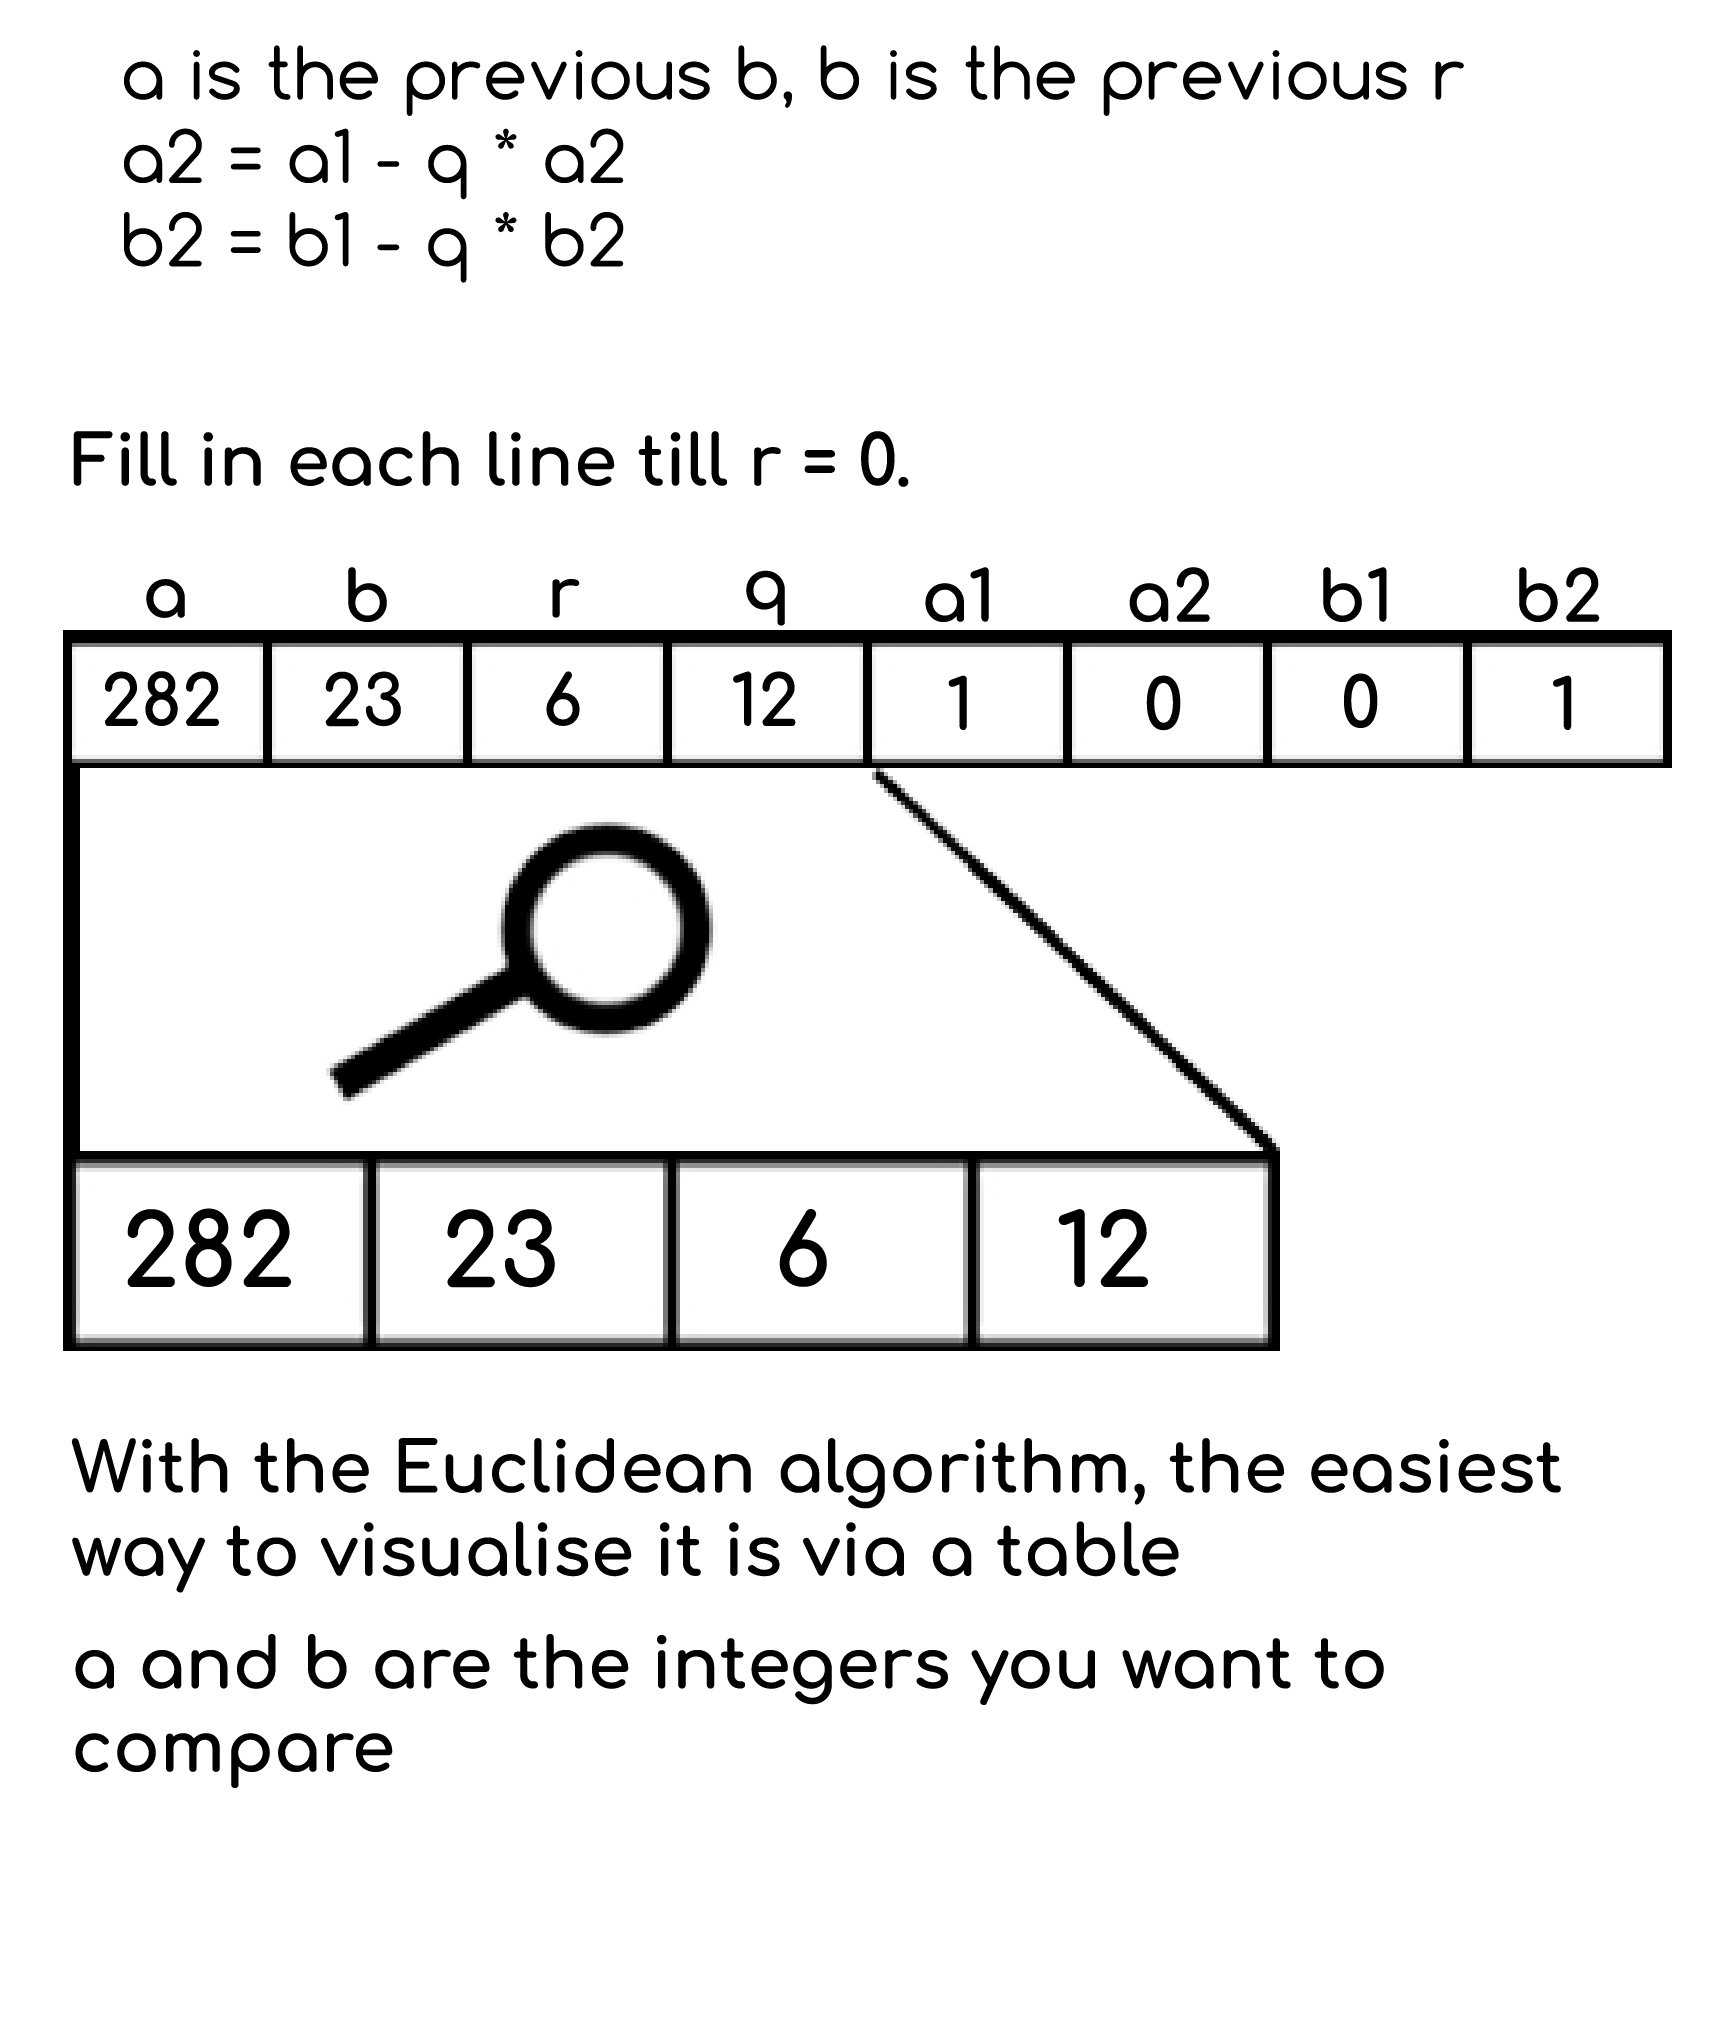 a is the previous b, b is the previous r
a2 = a1 - q * a2
b2 = b1 - q * b2
Fill in each line till r = 0.
a b r q a1 a2 b1 b2
282 23 6 12 1 0 0 1
282 23 6 12
With the Euclidean algorithm, the easiest
way to visualise it is via a table
a and b are the integers you want to
compare